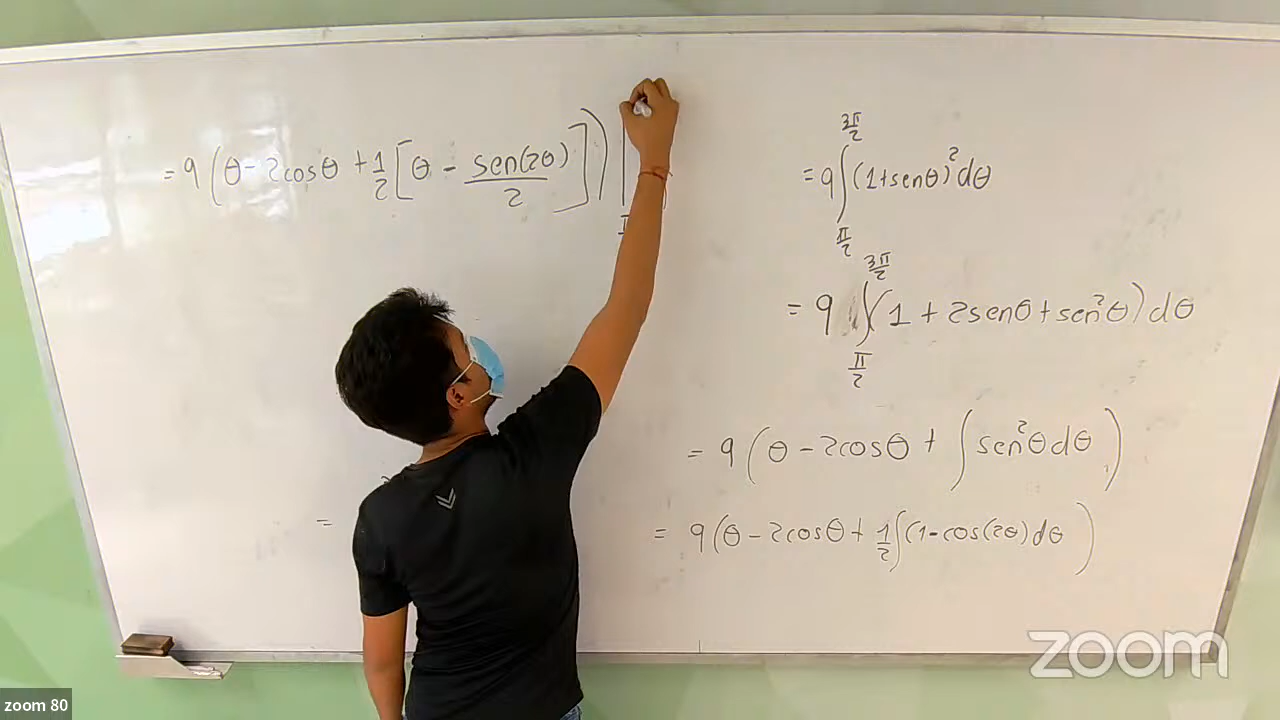 = 9 (θ - 2cosθ + 1/2 [θ - sen(2θ)/2]) |
= 9 ∫_{π/2}^{3π/2} (1+senθ)² dθ
= 9 ∫_{π/2}^{3π/2} (1 + 2senθ + sen²θ) dθ
= 9 (θ - 2cosθ + ∫ sen²θ dθ)
=
= 9 (θ - 2cosθ + 1/2 ∫ (1 - cos(2θ) dθ)
zoom
zoom 80